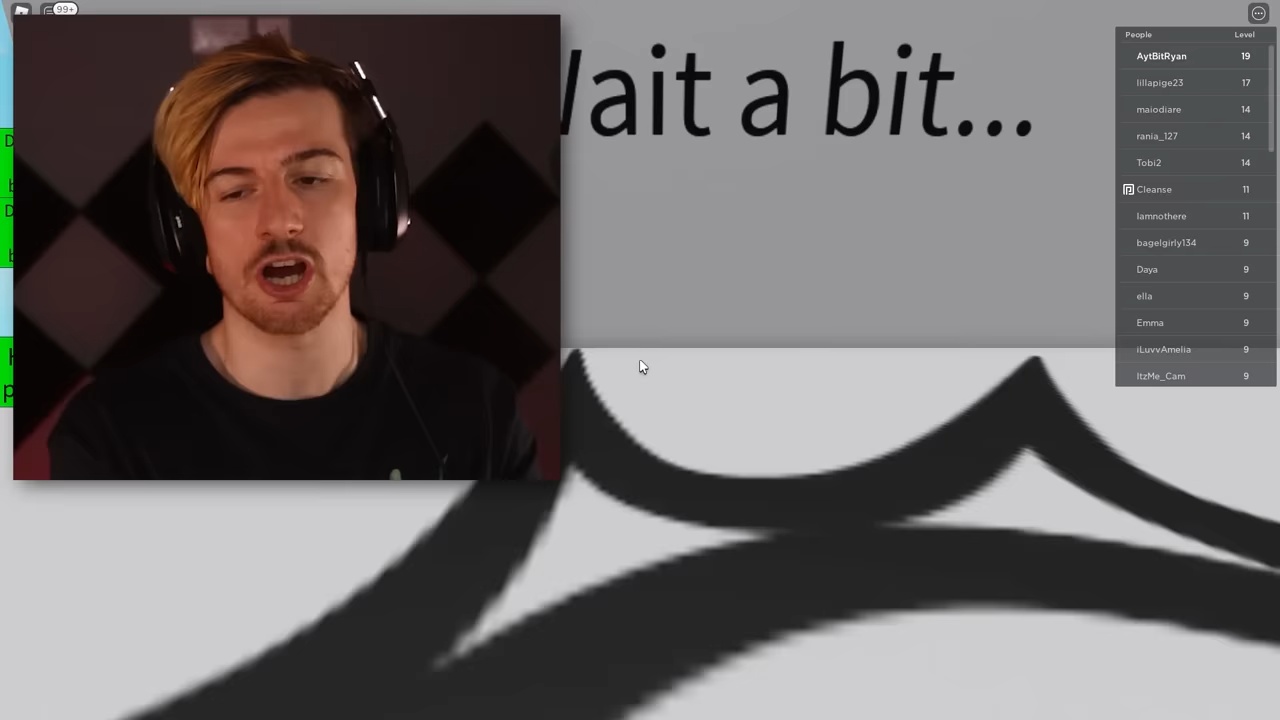 99+
Wait a bit...
People Level
AytBitRyan 19
lillapige23 17
maiodiare 14
rania_127 14
Tobi2 14
Cleanse 11
Iamnothere 11
bagelgirly134 9
Daya 9
ella 9
Emma 9
iLuvvAmelia 9
ItzMe_Cam 9